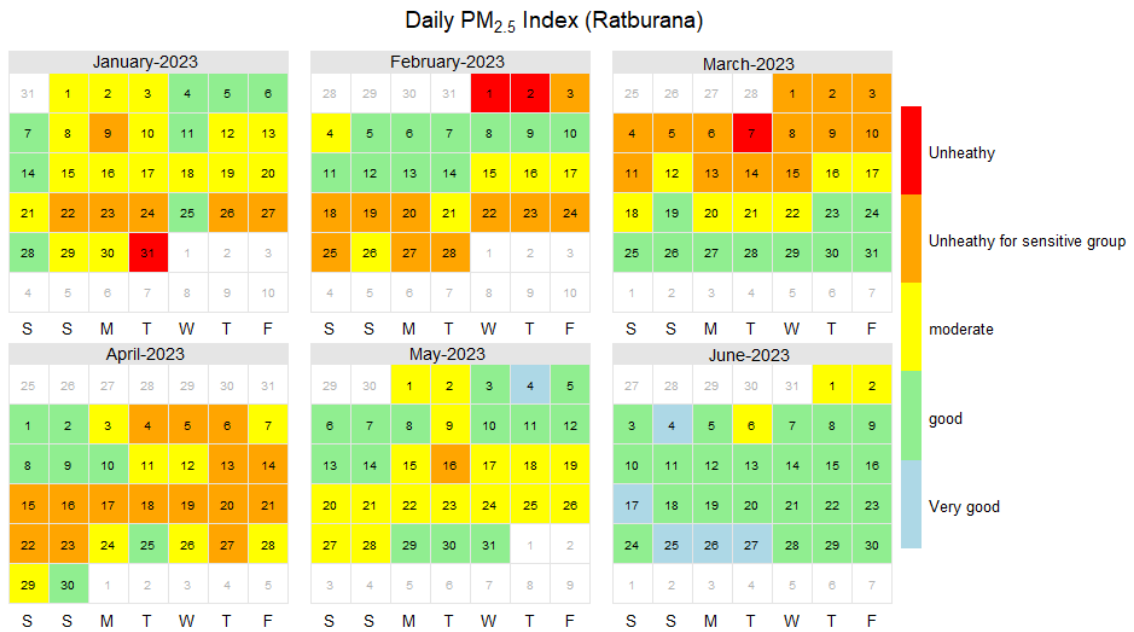 Daily PM2.5 Index (Ratburana)
January-2023 February-2023 March-2023
31 1 2 3 4 5 6 28 29 30 31 1 2 3 25 26 27 28 1 2 3
7 8 9 10 11 12 13 4 5 6 7 8 9 10 4 5 6 7 8 9 10
Unheathy
14 15 16 17 18 19 20 11 12 13 14 15 16 17 11 12 13 14 15 16 17
21 22 23 24 25 26 27 18 19 20 21 22 23 24 18 19 20 21 22 23 24
Unheathy for sensitive group
28 29 30 31 1 2 3 25 26 27 28 1 2 3 25 26 27 28 29 30 31
4 5 6 7 8 9 10 4 5 6 7 8 9 10 1 2 3 4 5 6 7
S S M T W T F S S M T W T F S S M T W T F
moderate
April-2023 May-2023 June-2023
25 26 27 28 29 30 31 29 30 1 2 3 4 5 27 28 29 30 31 1 2
1 2 3 4 5 6 7 6 7 8 9 10 11 12 3 4 5 6 7 8 9
good
8 9 10 11 12 13 14 13 14 15 16 17 18 19 10 11 12 13 14 15 16
15 16 17 18 19 20 21 20 21 22 23 24 25 26 17 18 19 20 21 22 23
Very good
22 23 24 25 26 27 28 27 28 29 30 31 1 2 24 25 26 27 28 29 30
29 30 1 2 3 4 5 3 4 5 6 7 8 9 1 2 3 4 5 6 7
S S M T W T F S S M T W T F S S M T W T F